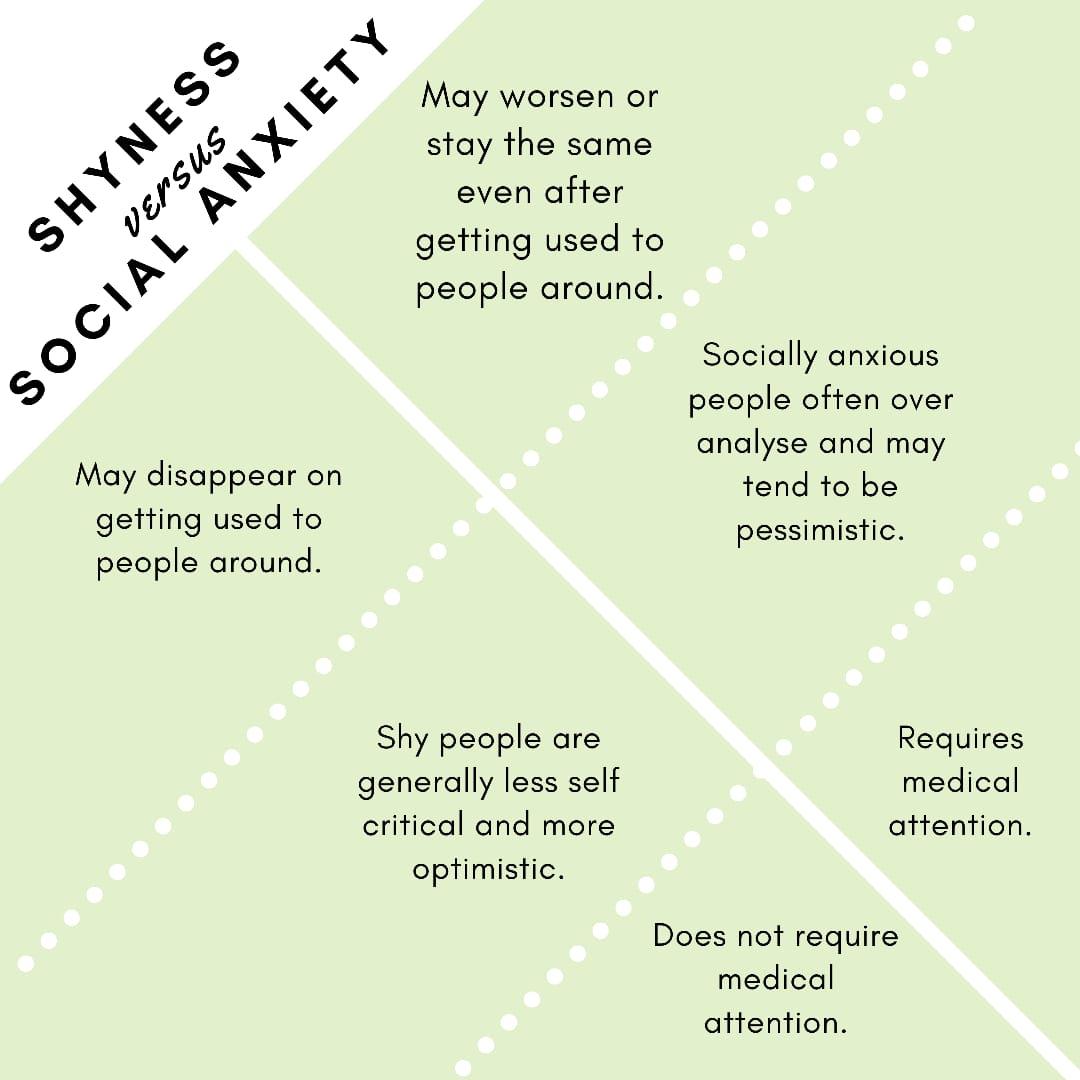 SHYNESS
versus
SOCIAL ANXIETY
May worsen or
stay the same
even after
getting used to
people around.
May disappear on
getting used to
people around.
Socially anxious
people often over
analyse and may
tend to be
pessimistic.
Shy people are
generally less self
critical and more
optimistic.
Requires
medical
attention.
Does not require
medical
attention.